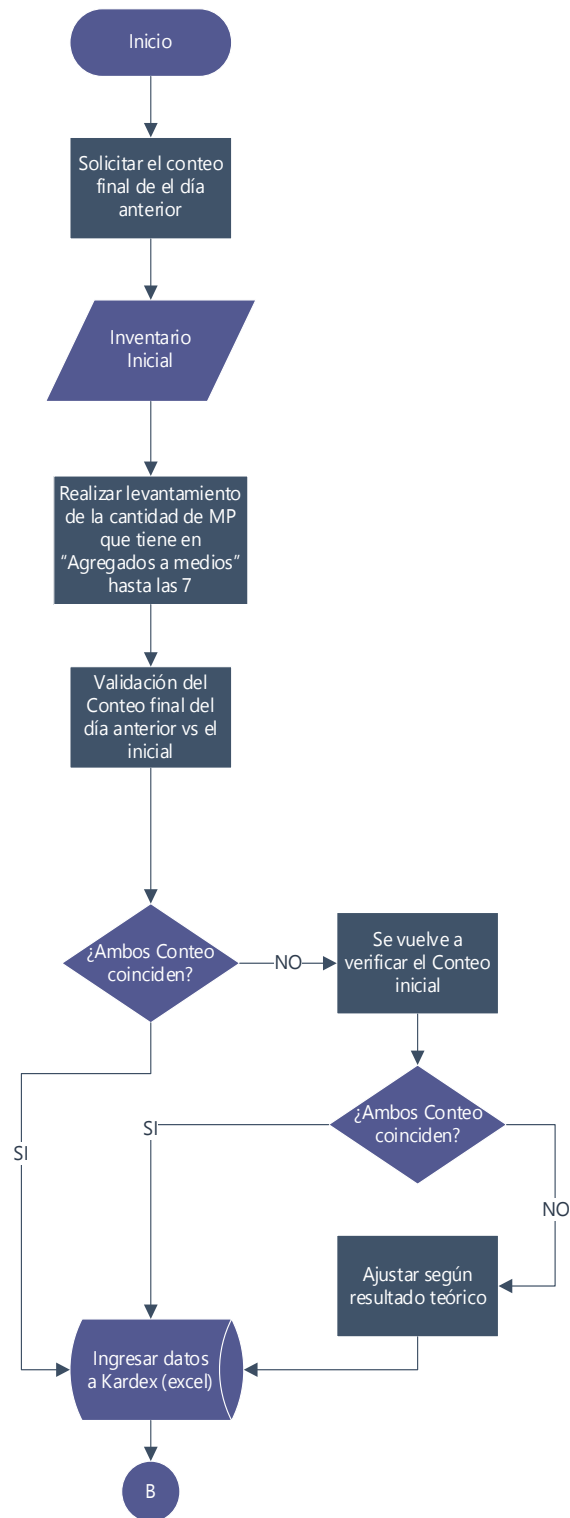 Inicio
Solicitar el conteo
final de el día
anterior
Inventario
Inicial
Realizar levantamiento
de la cantidad de MP
que tiene en
“Agregados a medios”
hasta las 7
Validación del
Conteo final del
día anterior vs el
inicial
¿Ambos Conteo
coinciden?
NO
Se vuelve a
verificar el Conteo
inicial
¿Ambos Conteo
coinciden?
SI
SI
NO
Ajustar según
resultado teórico
Ingresar datos
a Kardex (excel)
B